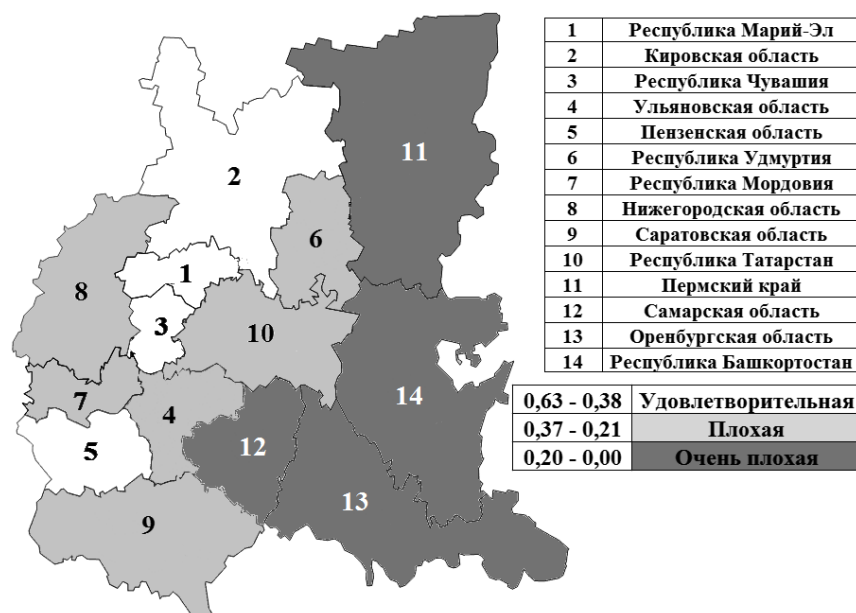 1 Республика Марий-Эл
2 Кировская область
3 Республика Чувашия
4 Ульяновская область
5 Пензенская область
6 Республика Удмуртия
7 Республика Мордовия
8 Нижегородская область
9 Саратовская область
10 Республика Татарстан
11 Пермский край
12 Самарская область
13 Оренбургская область
14 Республика Башкортостан
0,63 - 0,38 Удовлетворительная
0,37 - 0,21 Плохая
0,20 - 0,00 Очень плохая
11
2
6
1
8
3
10
7
4
14
5
12
13
9